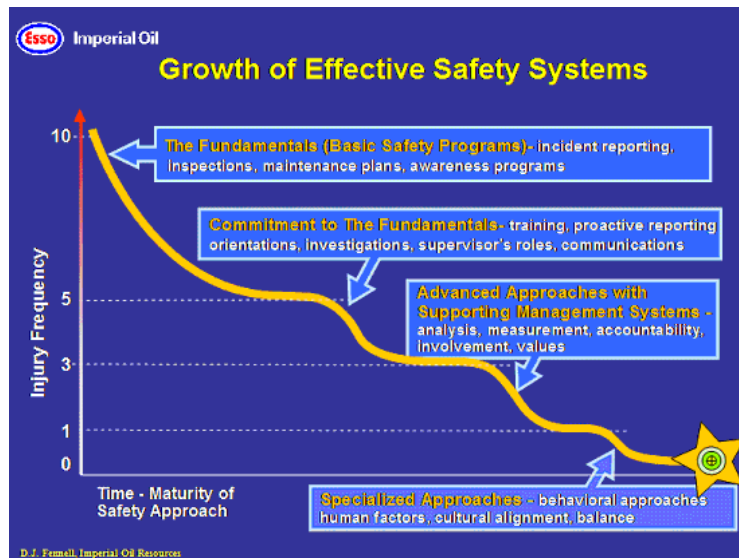 Esso Imperial Oil
Growth of Effective Safety Systems
10
The Fundamentals (Basic Safety Programs)- incident reporting,
inspections, maintenance plans, awareness programs
Commitment to The Fundamentals- training, proactive reporting
orientations, investigations, supervisor's roles, communications
5
Advanced Approaches with
Supporting Management Systems -
analysis, measurement, accountability,
involvement, values
3
Injury Frequency
1
0
Time - Maturity of
Safety Approach
Specialized Approaches - behavioral approaches
human factors, cultural alignment, balance
D.J. Fennell, Imperial Oil Resources